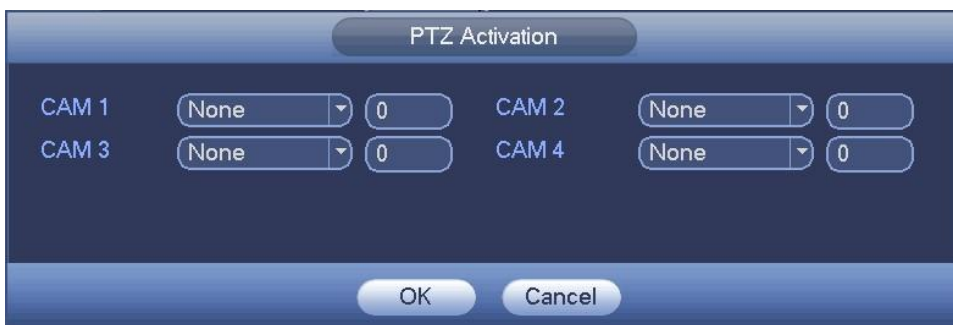 PTZ Activation
CAM 1 None 0 CAM 2 None 0
CAM 3 None 0 CAM 4 None 0
OK Cancel